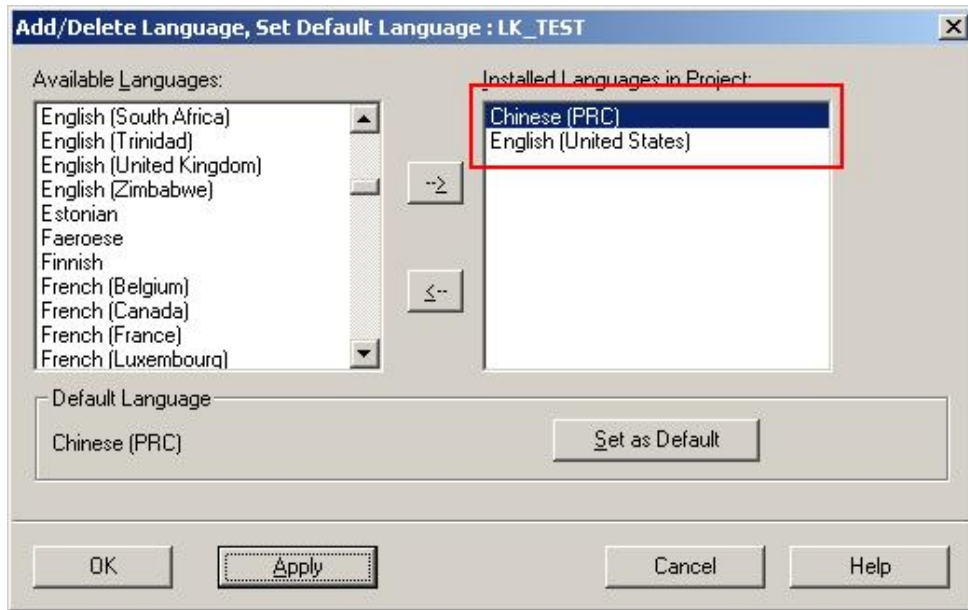 Add/Delete Language, Set Default Language : LK_TEST
Available Languages:
English (South Africa)
English (Trinidad)
English (United Kingdom)
English (Zimbabwe)
Estonian
Faeroese
Finnish
French (Belgium)
French (Canada)
French (France)
French (Luxembourg)
-->
<--
Installed Languages in Project:
Chinese (PRC)
English (United States)
Default Language
Chinese (PRC)
Set as Default
OK
Apply
Cancel
Help